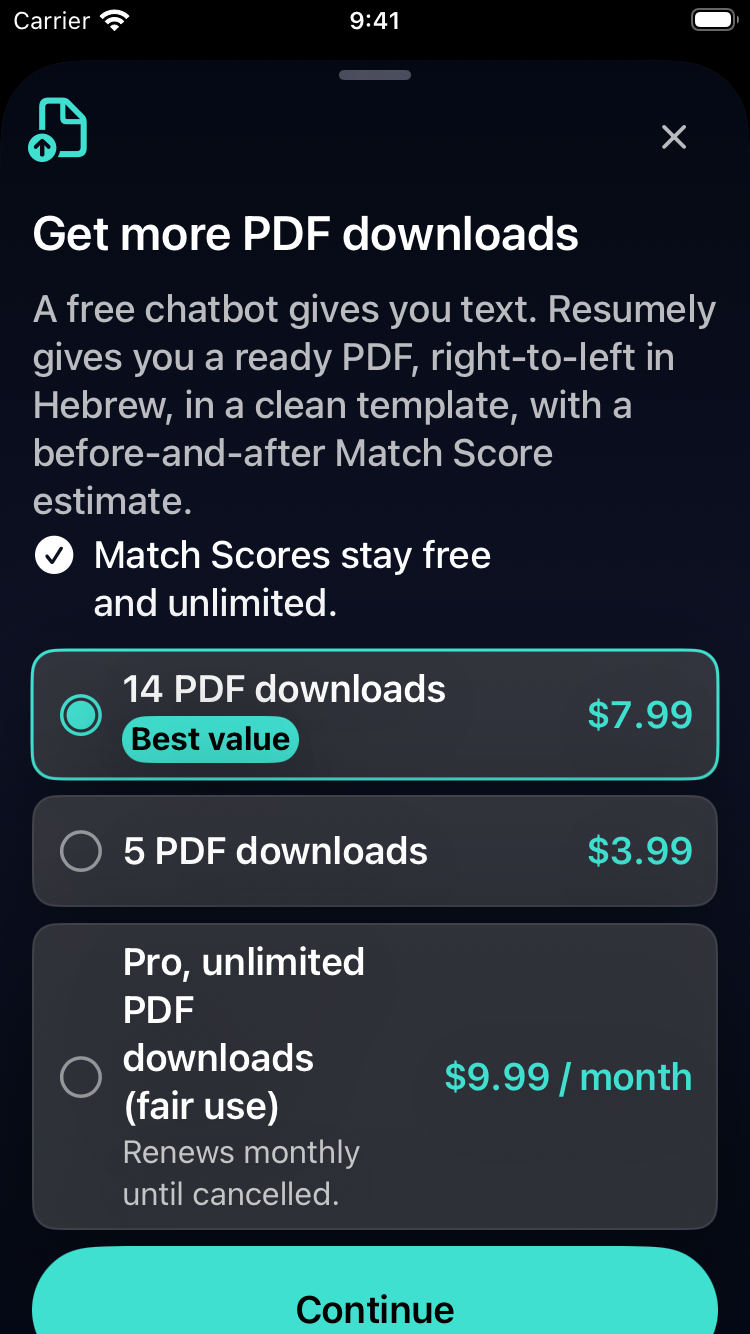 Carrier
9:41
Get more PDF downloads
A free chatbot gives you text. Resumely
gives you a ready PDF, right-to-left in
Hebrew, in a clean template, with a
before-and-after Match Score
estimate.
Match Scores stay free
and unlimited.
14 PDF downloads
Best value
$7.99
5 PDF downloads
$3.99
Pro, unlimited
PDF
downloads
(fair use)
Renews monthly
until cancelled.
$9.99 / month
Continue